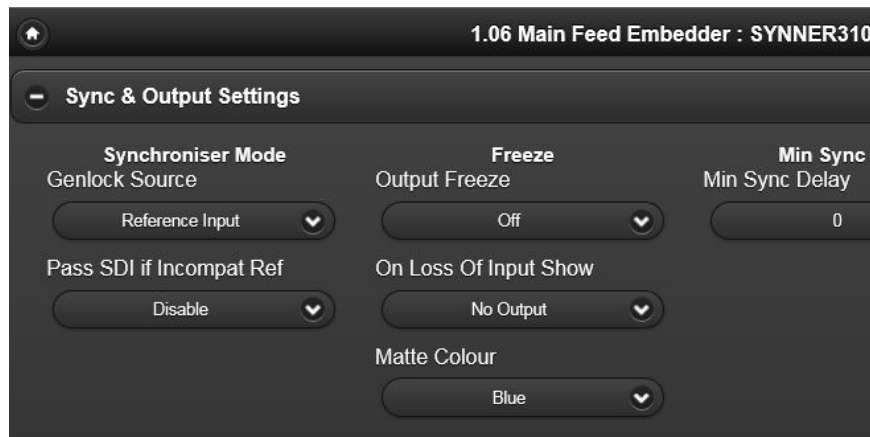 1.06 Main Feed Embedder : SYNNER310
Sync & Output Settings
Synchroniser Mode
Genlock Source
Reference Input
Pass SDI if Incompat Ref
Disable
Freeze
Output Freeze
Off
On Loss Of Input Show
No Output
Matte Colour
Blue
Min Sync
Min Sync Delay
0